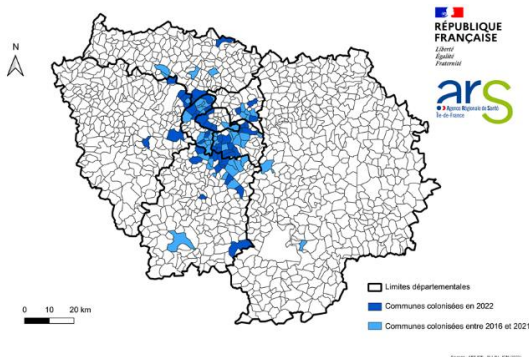 RÉPUBLIQUE
FRANÇAISE
Liberté
Égalité
Fraternité
ars
Agence Régionale de Santé
Île-de-France
N
Limites départementales
Communes colonisées en 2022
Communes colonisées entre 2016 et 2021
0 10 20 km